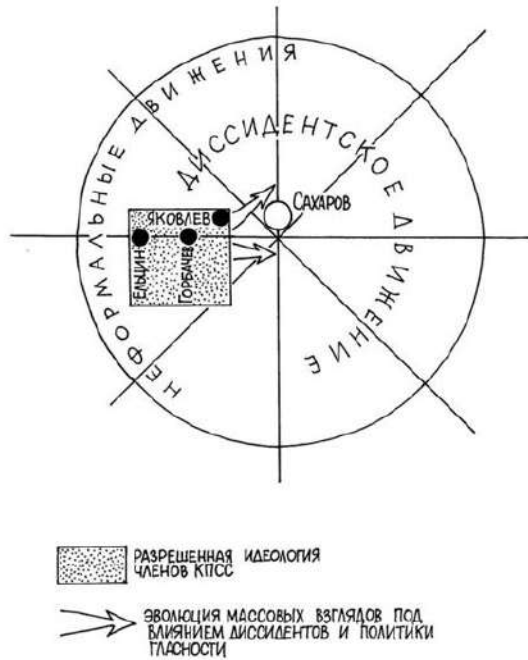 НЕФОРМАЛЬНЫЕ ДВИЖЕНИЯ
ДИССИДЕНТСКОЕ ДВИЖЕНИЕ
САХАРОВ
ЯКОВЛЕВ
ЕЛЬЦИН
ГОРБАЧЕВ
РАЗРЕШЕННАЯ ИДЕОЛОГИЯ
ЧЛЕНОВ КПСС
ЭВОЛЮЦИЯ МАССОВЫХ ВЗГЛЯДОВ ПОД
ВЛИЯНИЕМ ДИССИДЕНТОВ И ПОЛИТИКИ
ГЛАСНОСТИ